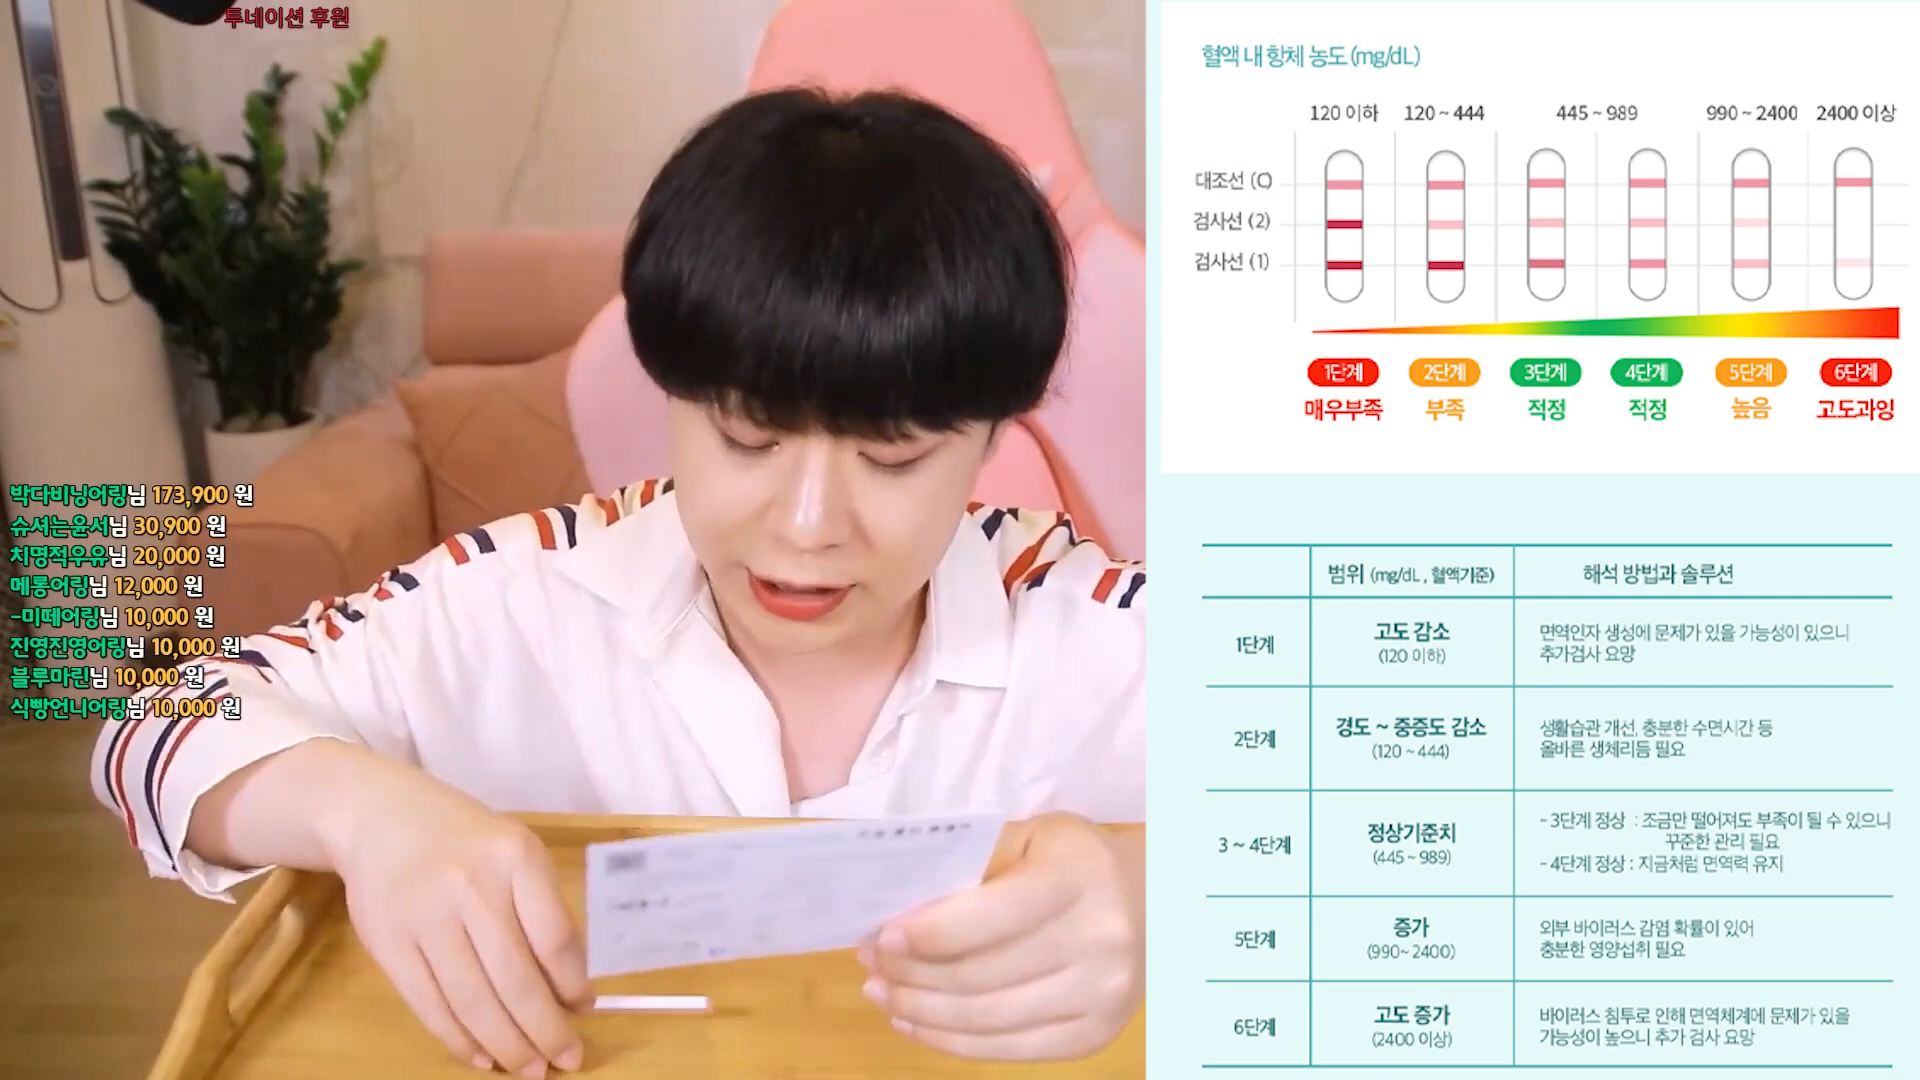 투네이션 후원
박다비닝어링님 173,900 원
슈셔는윤서님 30,900 원
치명적우유님 20,000 원
메롱어링님 12,000 원
-미떼어링님 10,000 원
진영진영어링님 10,000 원
블루마린님 10,000 원
식빵언니어링님 10,000 원
혈액 내 항체 농도 (mg/dL)
120 이하 120 ~ 444 445 ~ 989 990 ~ 2400 2400 이상
대조선 (C)
검사선 (2)
검사선 (1)
1단계 2단계 3단계 4단계 5단계 6단계
매우부족 부족 적정 적정 높음 고도과잉
범위 (mg/dL , 혈액기준) 해석 방법과 솔루션
1단계
고도 감소
(120 이하)
면역인자 생성에 문제가 있을 가능성이 있으니
추가검사 요망
2단계
경도 ~ 중증도 감소
(120 ~ 444)
생활습관 개선, 충분한 수면시간 등
올바른 생체리듬 필요
3 ~ 4단계
정상기준치
(445 ~ 989)
- 3단계 정상 : 조금만 떨어져도 부족이 될 수 있으니
꾸준한 관리 필요
- 4단계 정상 : 지금처럼 면역력 유지
5단계
증가
(990~ 2400)
외부 바이러스 감염 확률이 있어
충분한 영양섭취 필요
6단계
고도 증가
(2400 이상)
바이러스 침투로 인해 면역체계에 문제가 있을
가능성이 높으니 추가 검사 요망